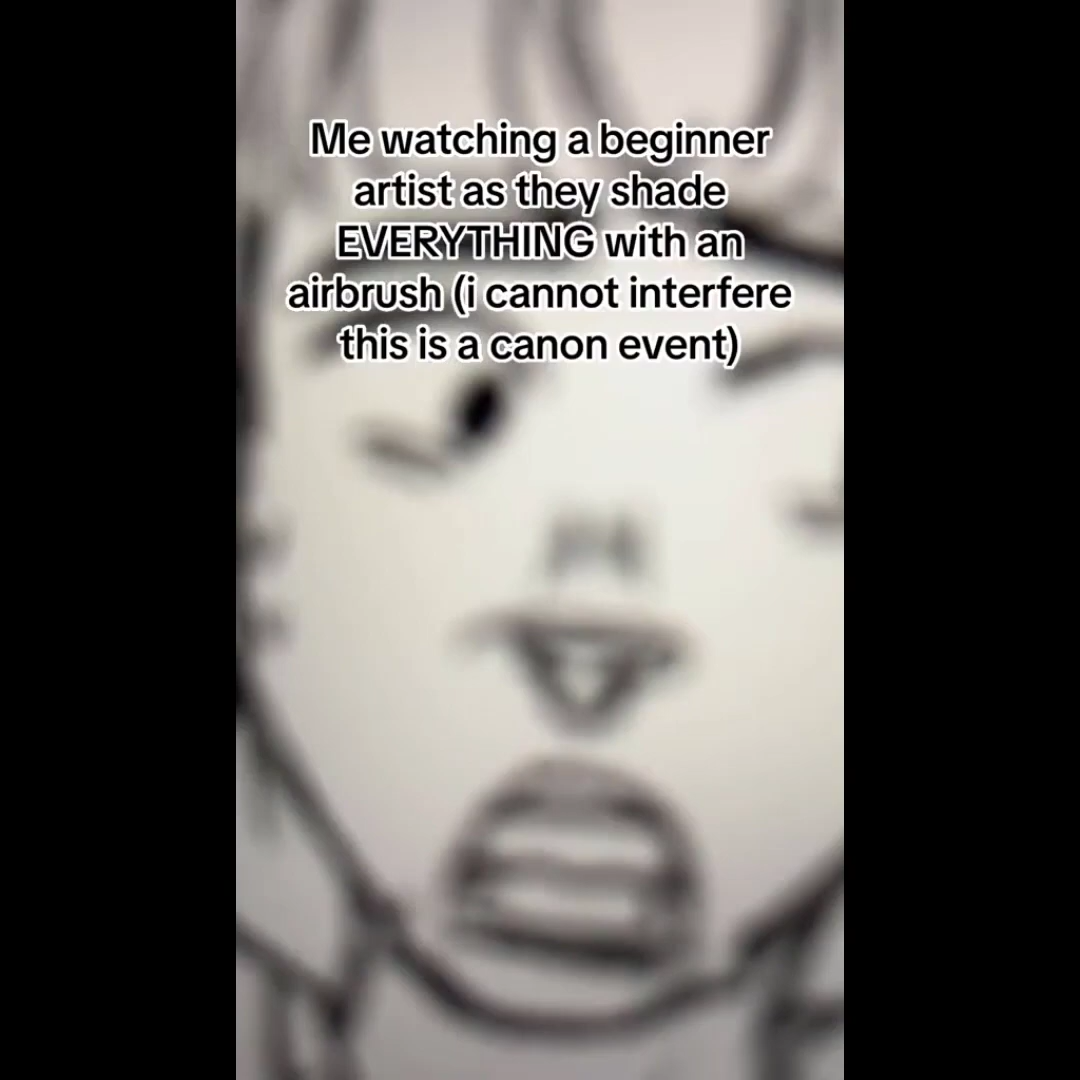 Me watching a beginner
artist as they shade
EVERYTHING with an
airbrush (i cannot interfere
this is a canon event)